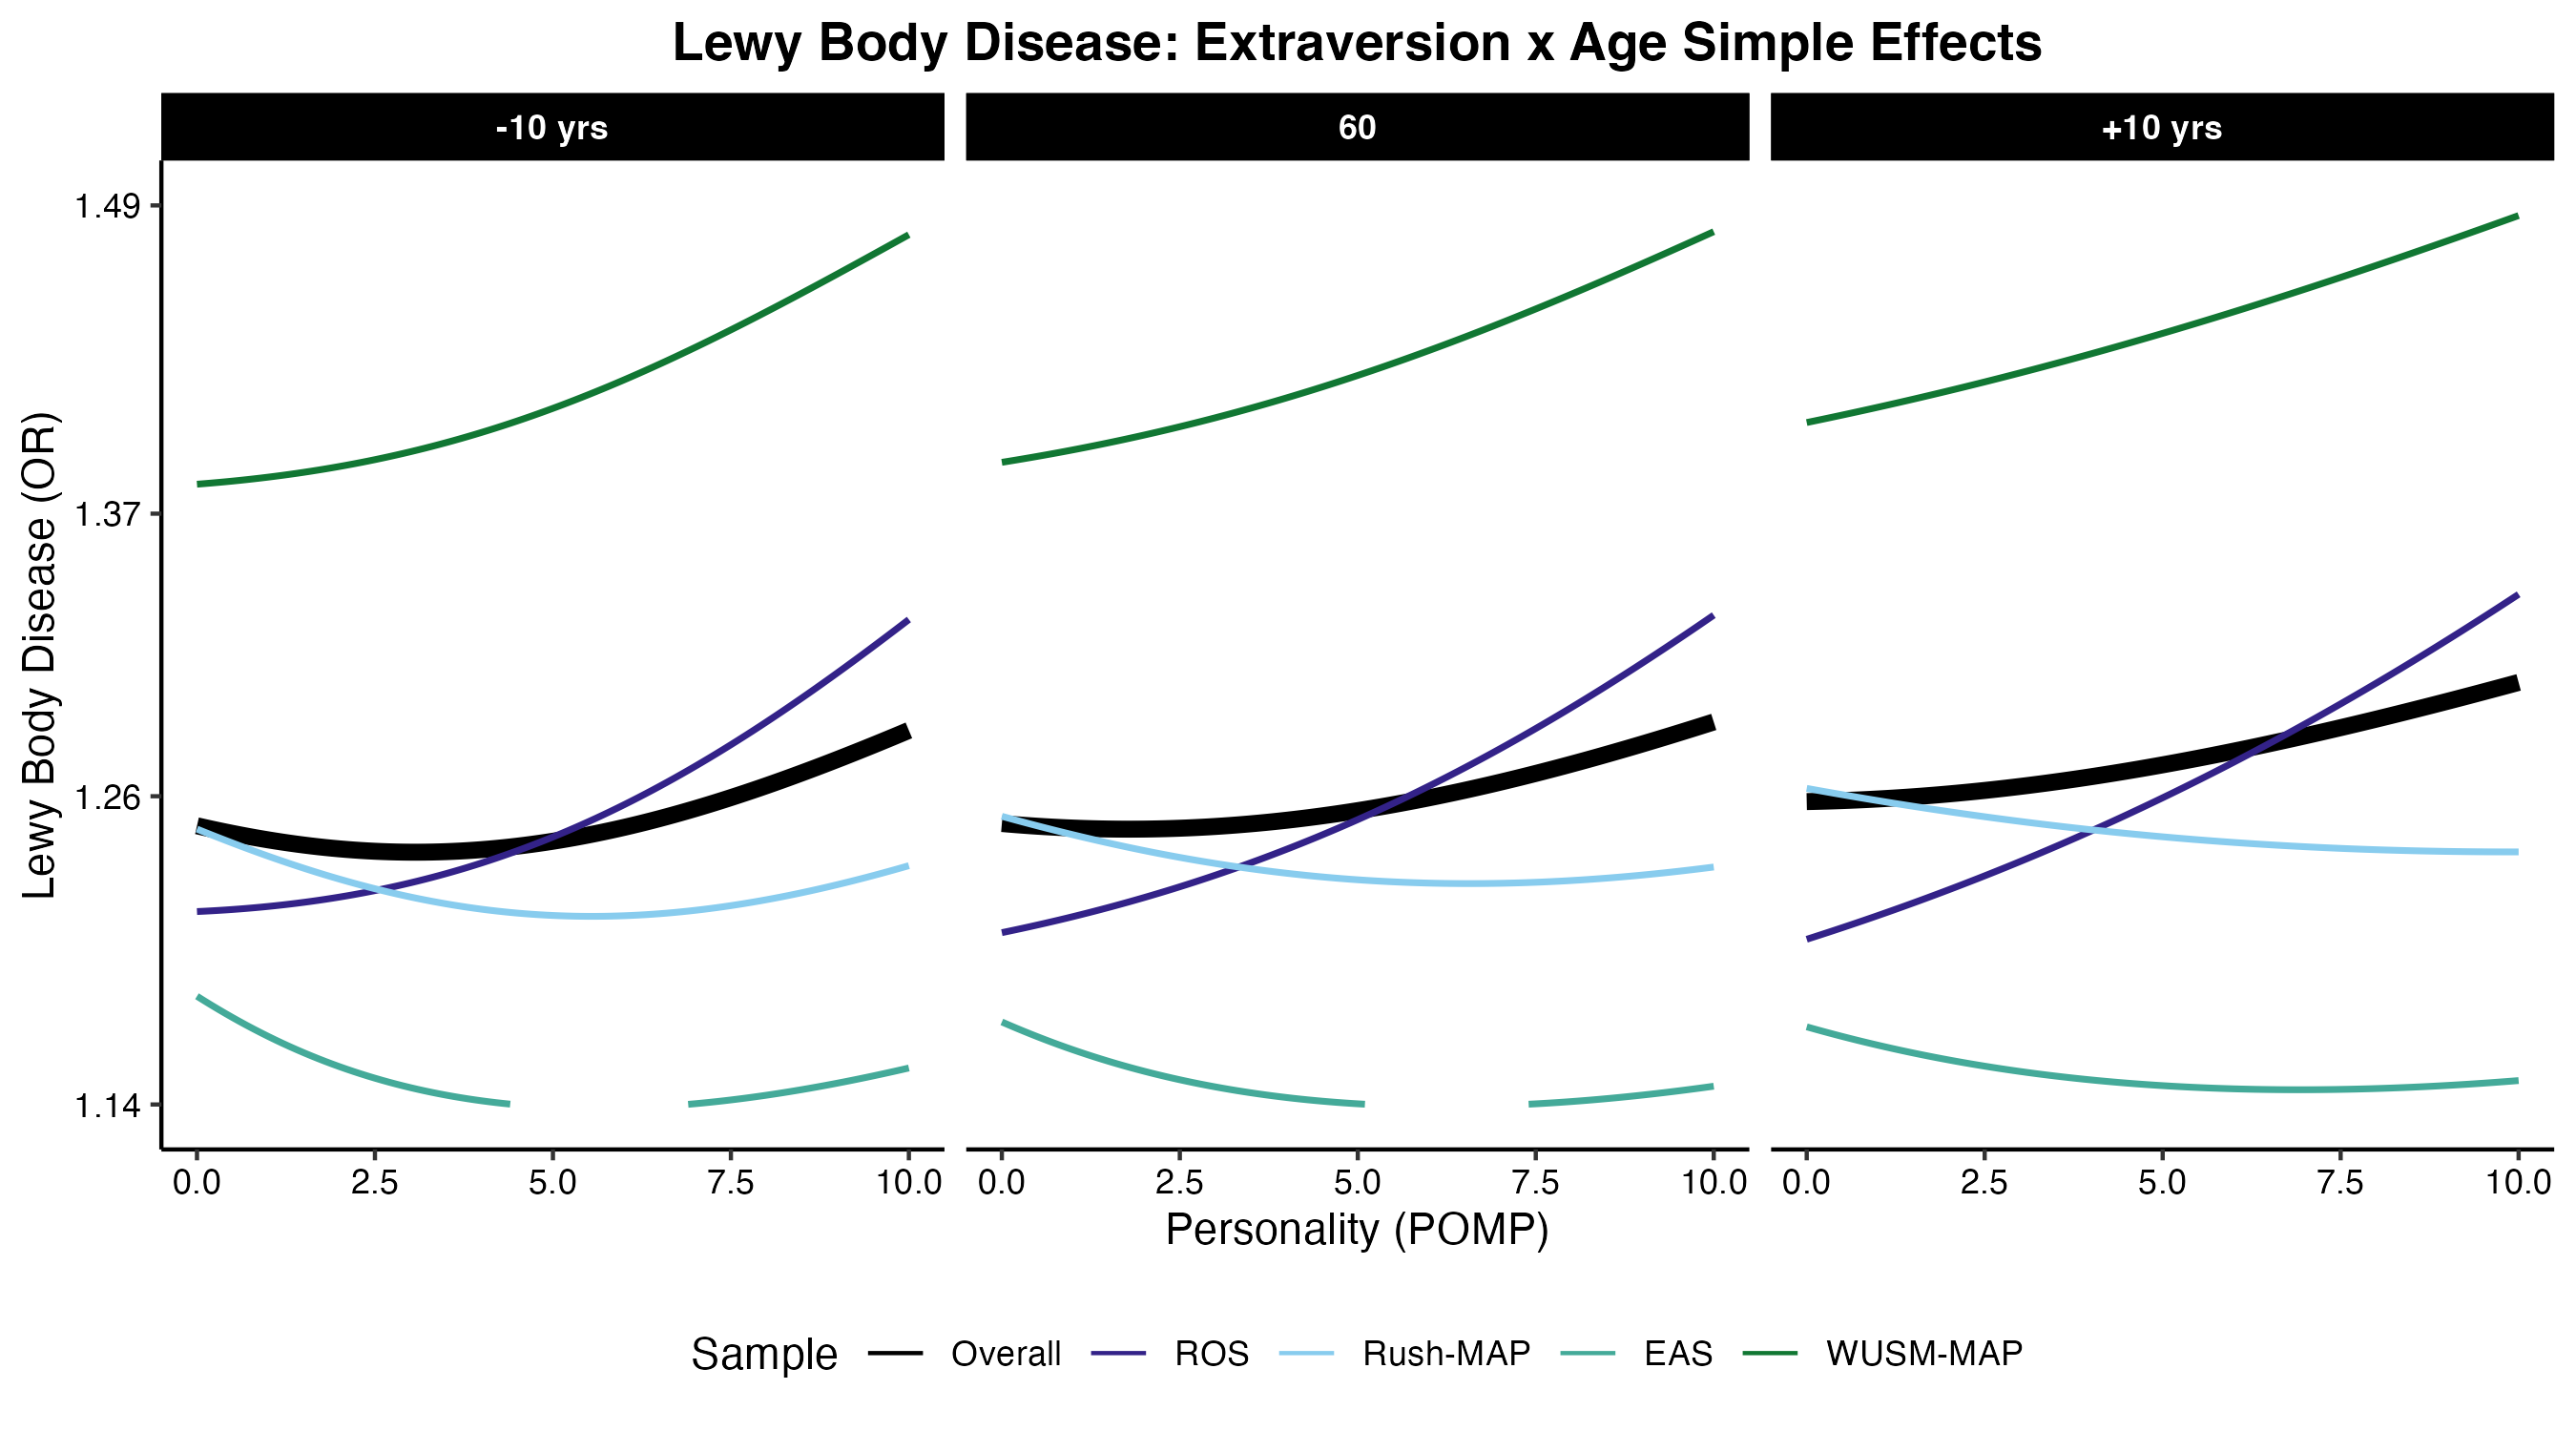 Lewy Body Disease: Extraversion x Age Simple Effects
-10 yrs 60 +10 yrs
Lewy Body Disease (OR)
1.49
1.37
1.26
1.14
0.0 2.5 5.0 7.5 10.0 0.0 2.5 5.0 7.5 10.0 0.0 2.5 5.0 7.5 10.0
Personality (POMP)
Sample Overall ROS Rush-MAP EAS WUSM-MAP